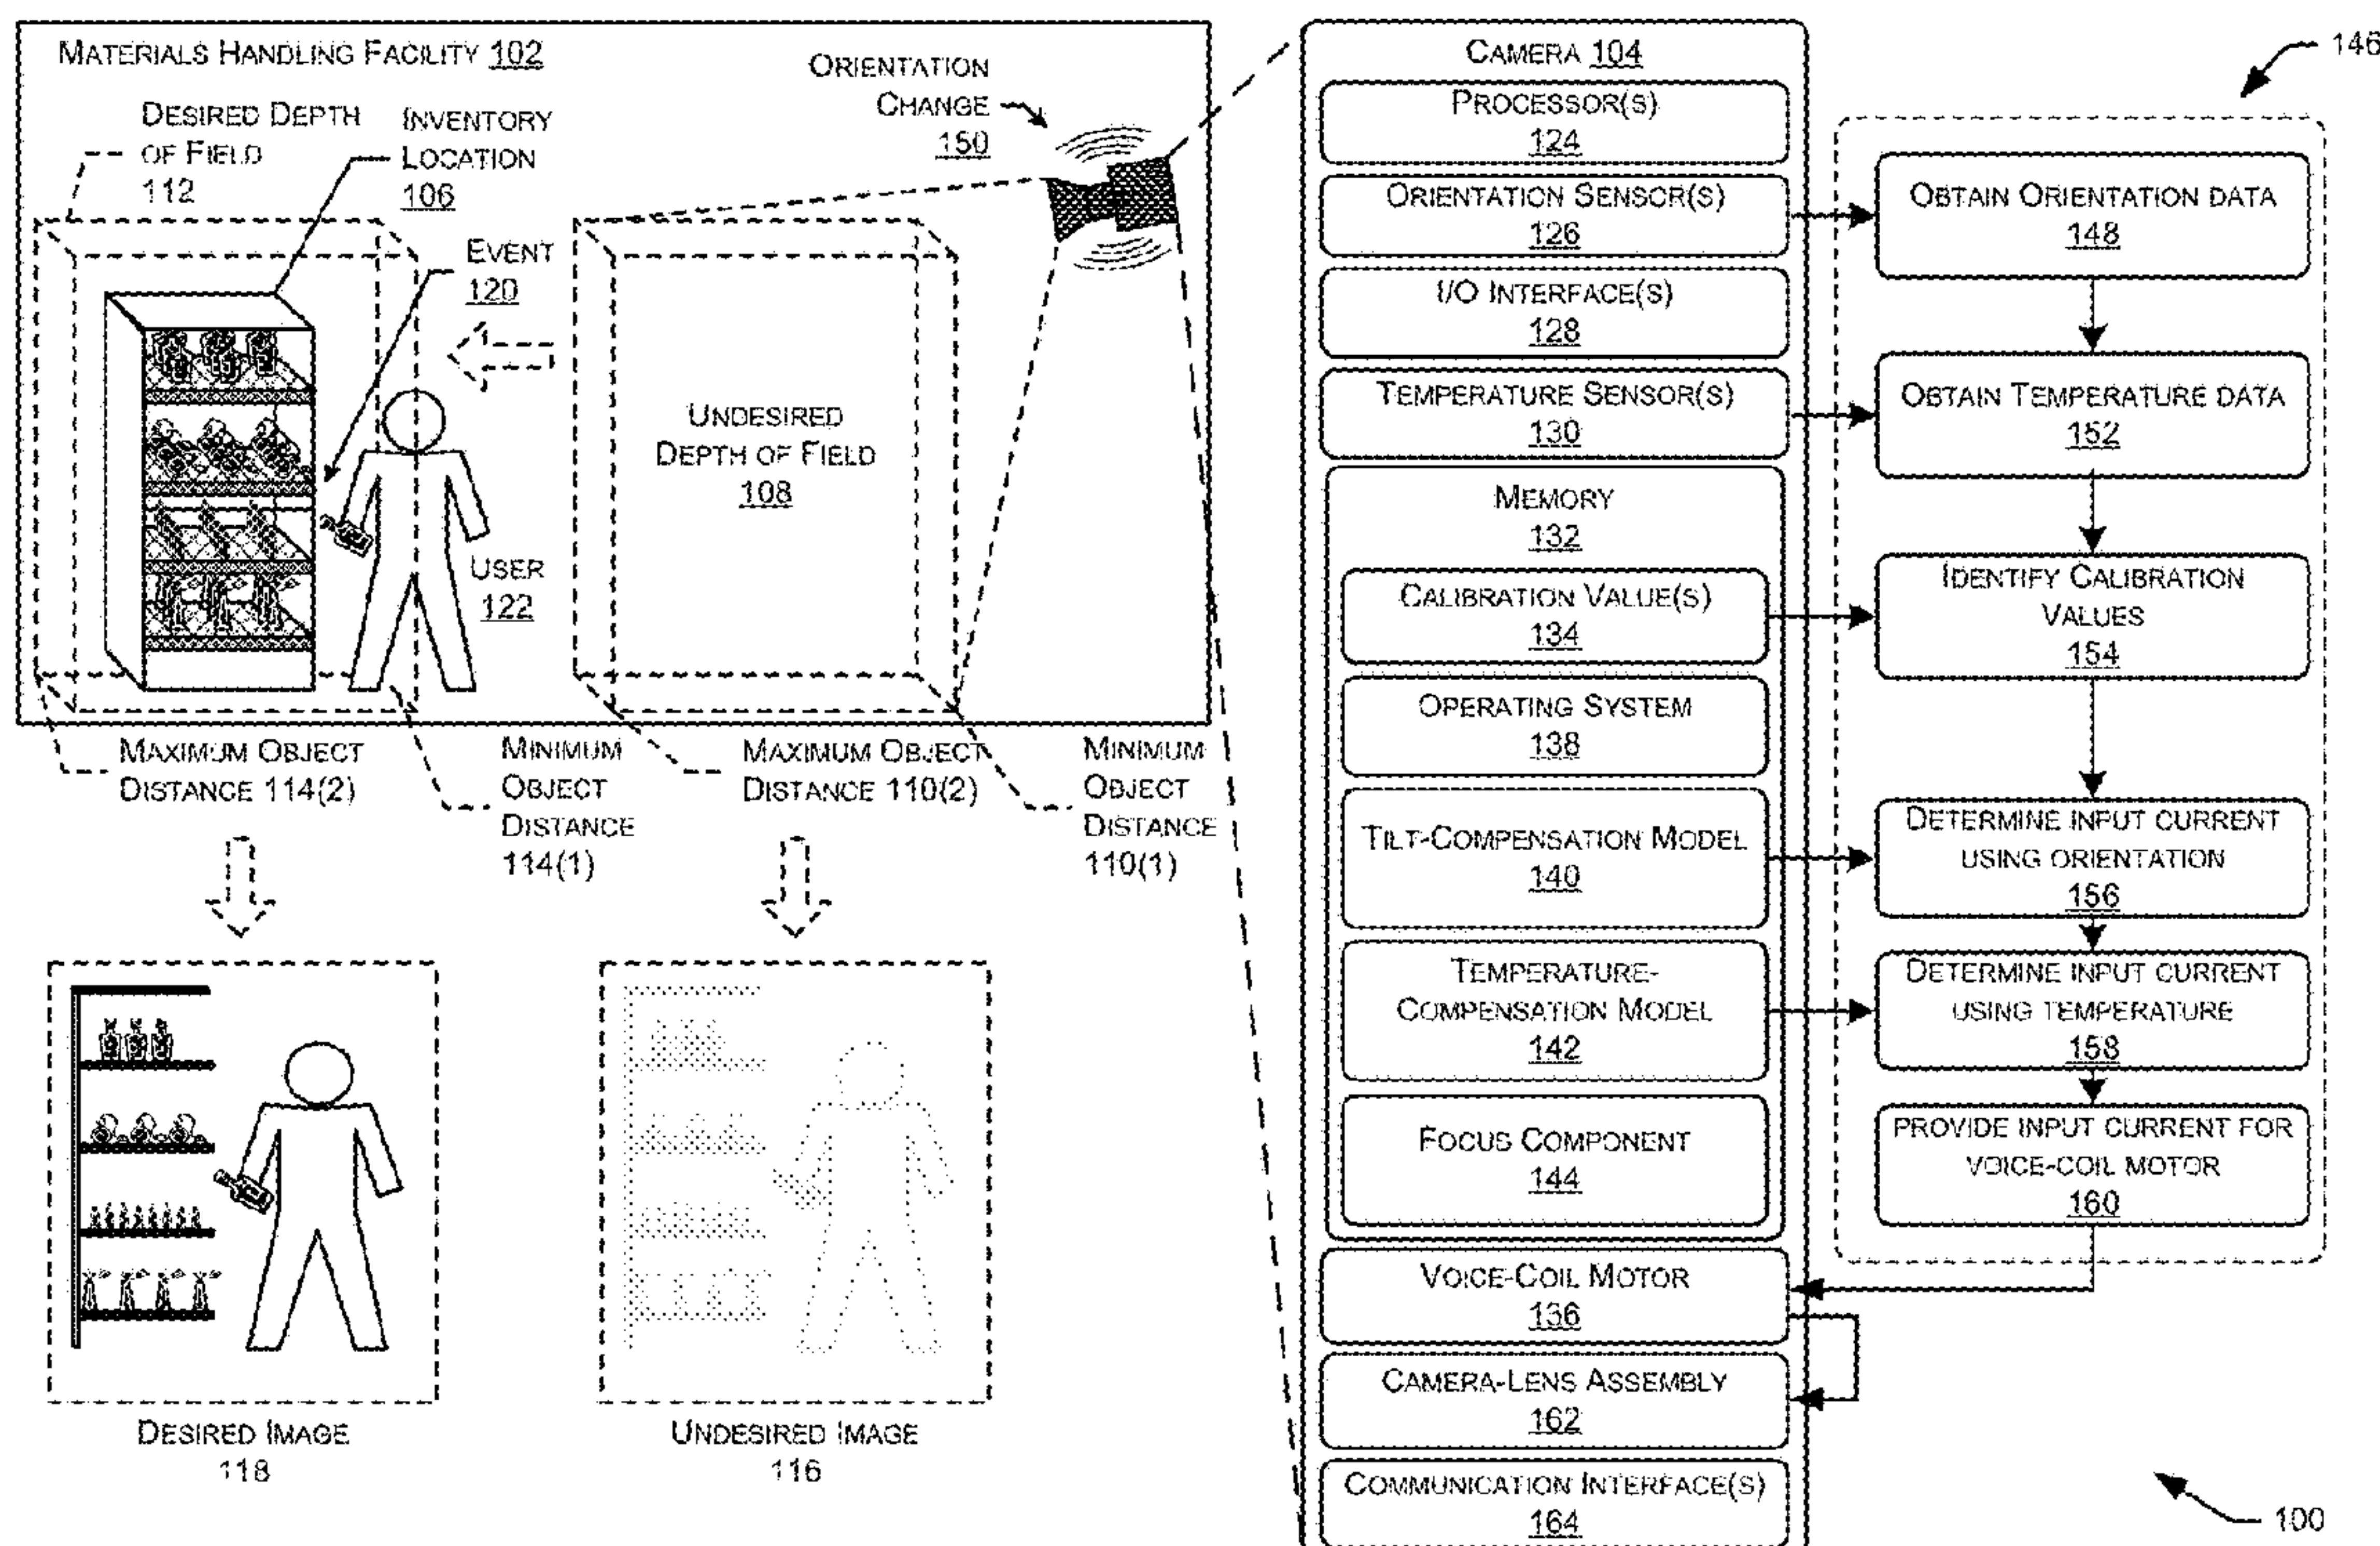 MATERIALS HANDLING FACILITY 102
DESIRED DEPTH
OF FIELD
112
INVENTORY
LOCATION
106
ORIENTATION
CHANGE
150
EVENT
120
UNDESIRED
DEPTH OF FIELD
108
USER
122
MAXIMUM OBJECT
DISTANCE 114(2)
MINIMUM
OBJECT
DISTANCE
114(1)
MAXIMUM OBJECT
DISTANCE 110(2)
MINIMUM
OBJECT
DISTANCE
110(1)
DESIRED IMAGE
118
UNDESIRED IMAGE
116
CAMERA 104
PROCESSOR(S)
124
ORIENTATION SENSOR(S)
126
I/O INTERFACE(S)
128
TEMPERATURE SENSOR(S)
130
MEMORY
132
CALIBRATION VALUE(S)
134
OPERATING SYSTEM
138
TILT-COMPENSATION MODEL
140
TEMPERATURE-
COMPENSATION MODEL
142
FOCUS COMPONENT
144
VOICE-COIL MOTOR
136
CAMERA-LENS ASSEMBLY
162
COMMUNICATION INTERFACE(S)
164
146
OBTAIN ORIENTATION DATA
148
OBTAIN TEMPERATURE DATA
152
IDENTIFY CALIBRATION
VALUES
154
DETERMINE INPUT CURRENT
USING ORIENTATION
156
DETERMINE INPUT CURRENT
USING TEMPERATURE
158
PROVIDE INPUT CURRENT FOR
VOICE-COIL MOTOR
160
100